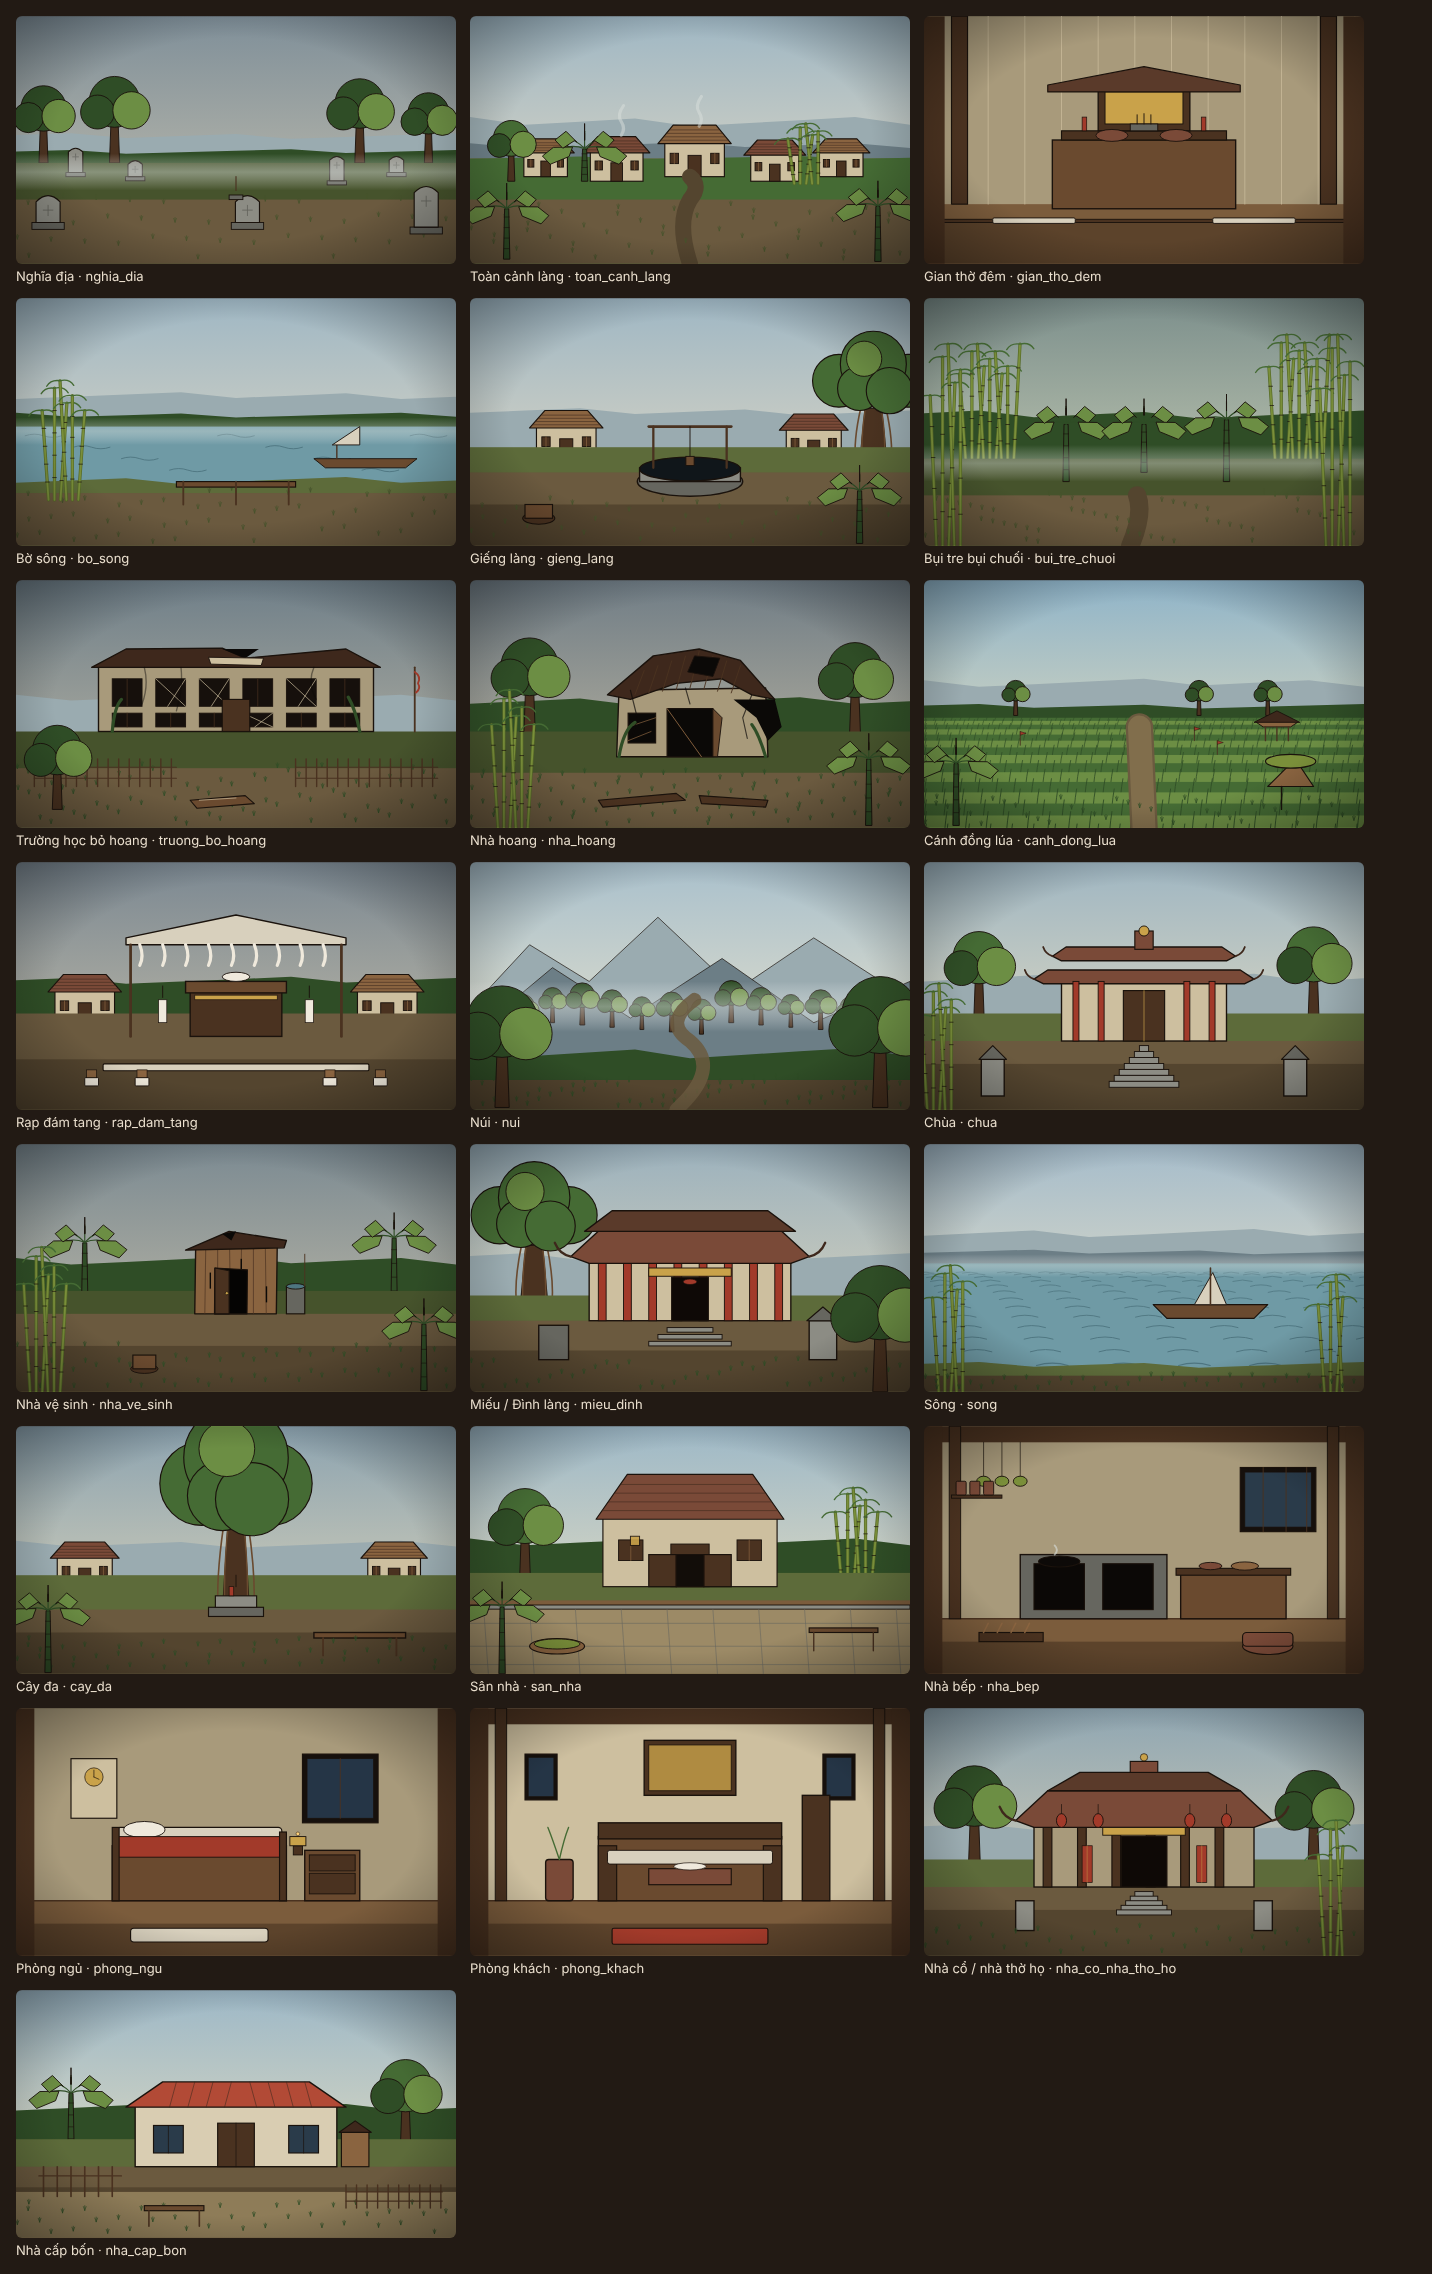 Nghĩa địa · nghia_dia
Toàn cảnh làng · toan_canh_lang
Gian thờ đêm · gian_tho_dem
Bờ sông · bo_song
Giếng làng · gieng_lang
Bụi tre bụi chuối · bui_tre_chuoi
Trường học bỏ hoang · truong_bo_hoang
Nhà hoang · nha_hoang
Cánh đồng lúa · canh_dong_lua
Rạp đám tang · rap_dam_tang
Núi · nui
Chùa · chua
Nhà vệ sinh · nha_ve_sinh
Miếu / Đình làng · mieu_dinh
Sông · song
Cây đa · cay_da
Sân nhà · san_nha
Nhà bếp · nha_bep
Phòng ngủ · phong_ngu
Phòng khách · phong_khach
Nhà cổ / nhà thờ họ · nha_co_nha_tho_ho
Nhà cấp bốn · nha_cap_bon